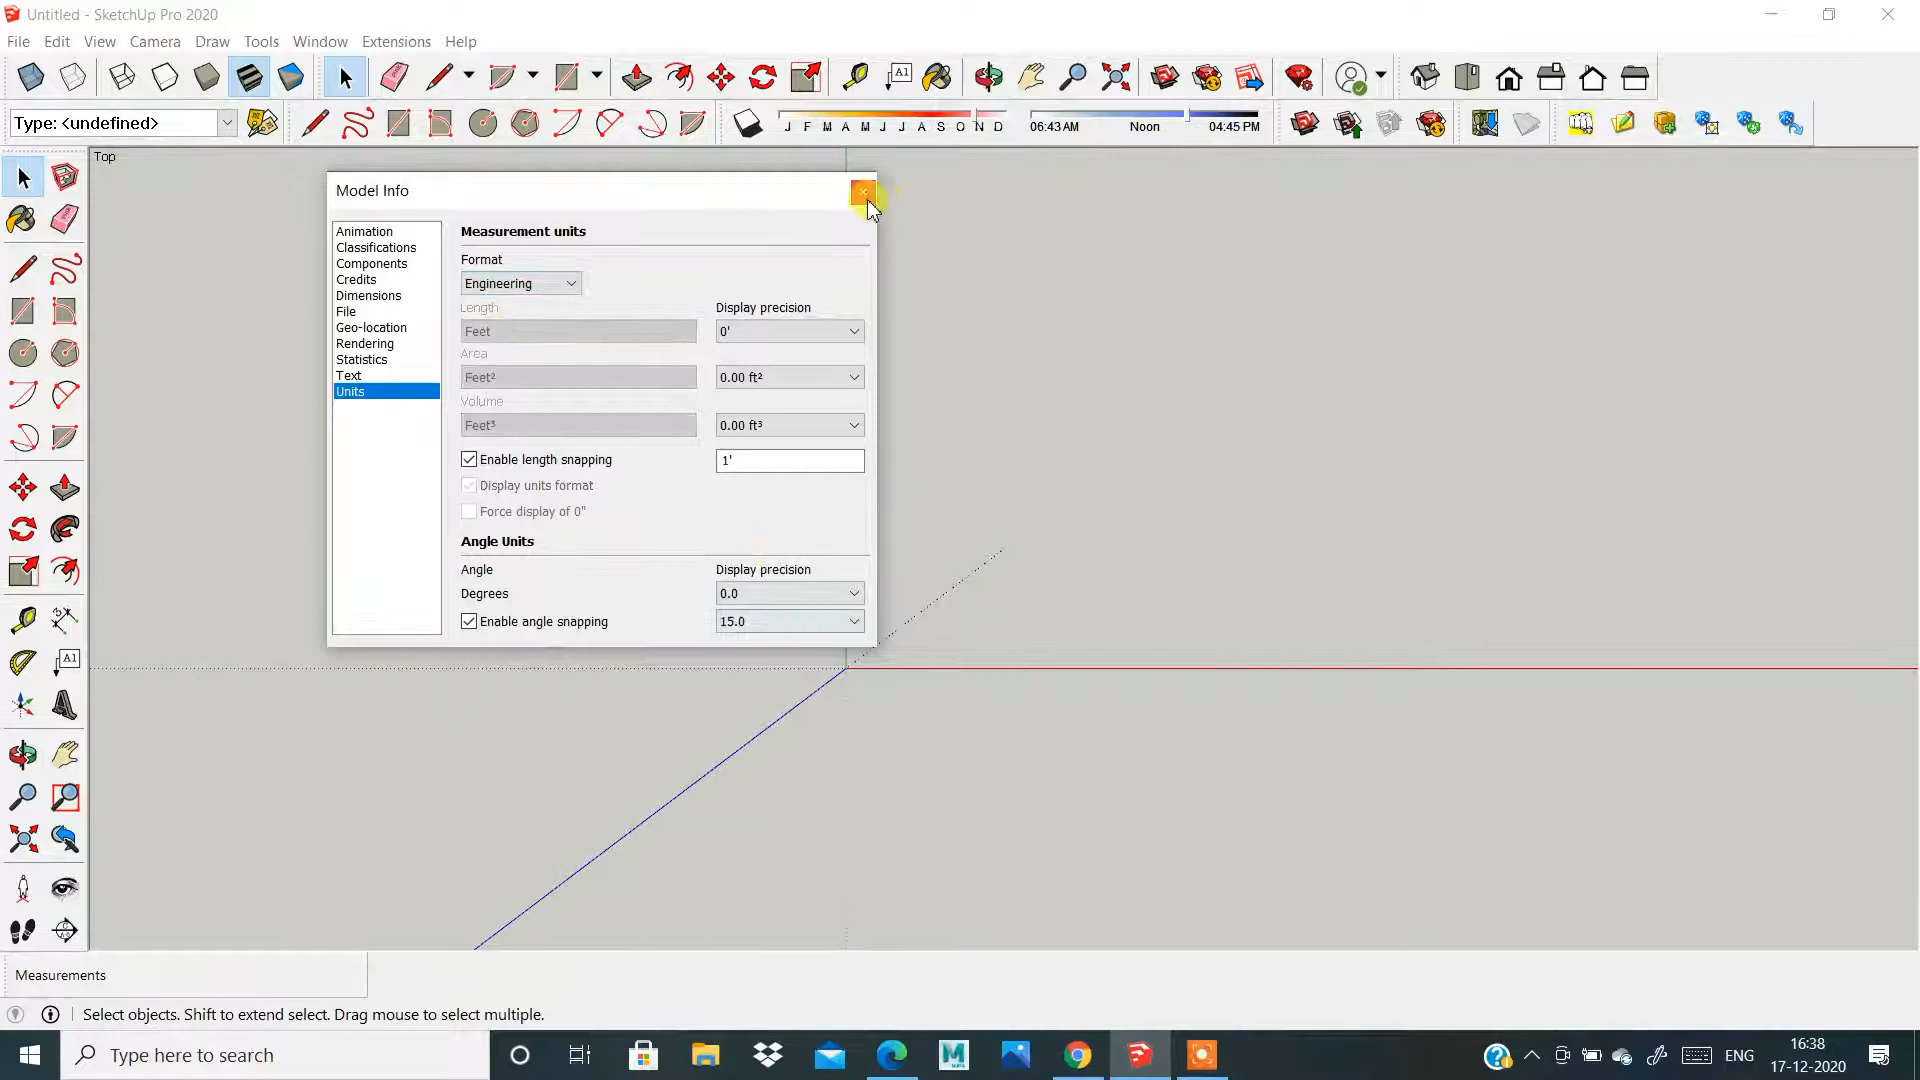 Untitled - SketchUp Pro 2020
File Edit View Camera Draw Tools Window Extensions Help
A1
Type: <undefined>
J F M A M J J A S O N D
06:43 AM Noon 04:45 PM
Top
Model Info
Animation
Classifications
Components
Credits
Dimensions
File
Geo-location
Rendering
Statistics
Text
Units
Measurement units
Format
Engineering
Length
Display precision
Feet
0'
Area
Feet²
0.00 ft²
Volume
Feet³
0.00 ft³
Enable length snapping
1'
Display units format
Force display of 0"
Angle Units
Angle
Display precision
Degrees
0.0
Enable angle snapping
15.0
A1
Measurements
Select objects. Shift to extend select. Drag mouse to select multiple.
Type here to search
M
ENG
16:38
17-12-2020